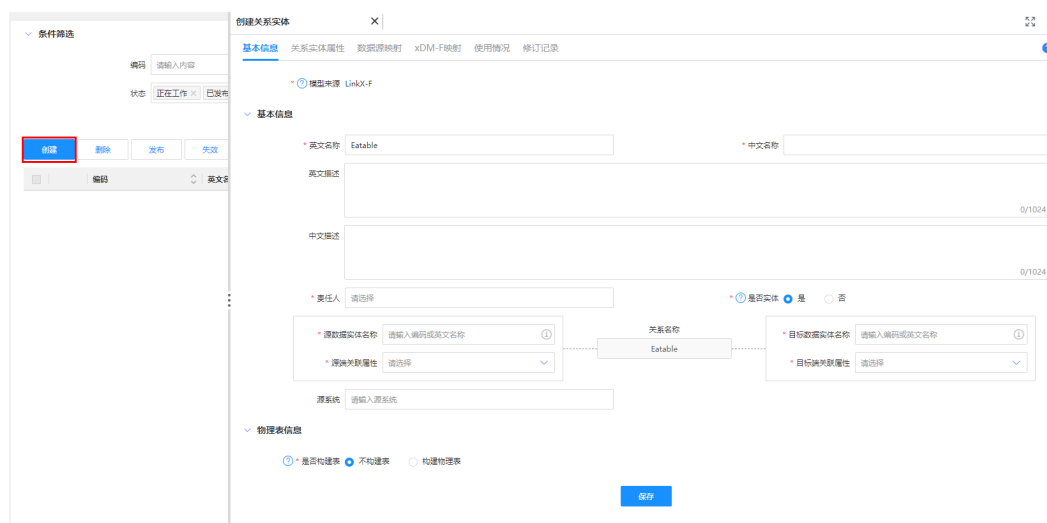 条件筛选
编码 请输入内容
状态 正在工作 × 已发布
创建 删除 发布 失效
编码 英文名
创建关系实体 ×
基本信息 关系实体属性 数据源映射 xDM-F映射 使用情况 修订记录
* ? 模型来源 LinkX-F
基本信息
* 英文名称 Eatable * 中文名称
英文描述
0/1024
中文描述
0/1024
* 责任人 请选择 * ? 是否实体 是 否
* 源数据实体名称 请输入编码或英文名称 关系名称 * 目标数据实体名称 请输入编码或英文名称
Eatable
* 源端关联属性 请选择 * 目标端关联属性 请选择
源系统 请输入源系统
物理表信息
? * 是否构建表 不构建表 构建物理表
保存